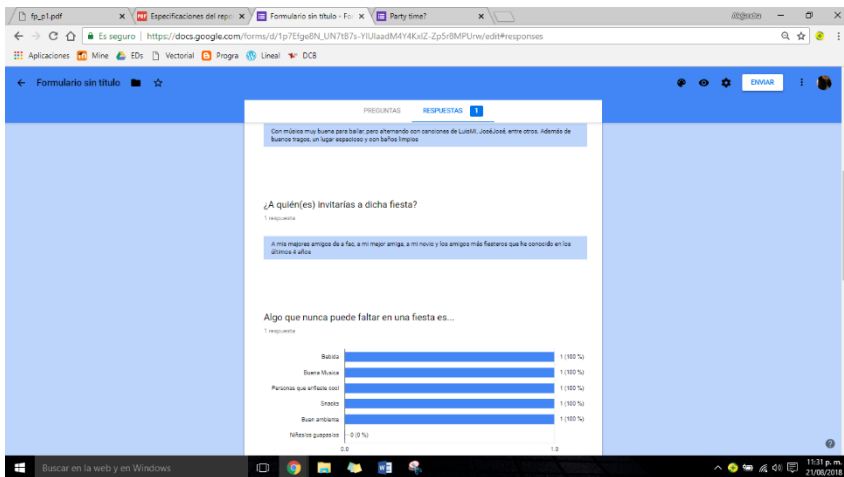 fp_p1.pdf
Especificaciones del repo
Formulario sin título - Fo
Party time?
Alejandra
Es seguro
https://docs.google.com/forms/d/1p7Efge8N_UN7tB7s-YIUIaadM4Y4KxIZ-Zp5r8MPUrw/edit#responses
Aplicaciones
Mine
EDs
Vectorial
Progra
Lineal
DCB
Formulario sin título
ENVIAR
PREGUNTAS
RESPUESTAS
1
Con música muy buena para bailar, pero alternando con canciones de LuisMi, JoséJosé, entre otros. Además de
buenos tragos, un lugar espacioso y con baños limpios
¿A quién(es) invitarías a dicha fiesta?
1 respuesta
A mis mejores amigos de a fac, a mi mejor amiga, a mi novio y los amigos más fiesteros que he conocido en los
últimos 4 años
Algo que nunca puede faltar en una fiesta es...
1 respuesta
Bebida
1 (100 %)
Buena Musica
1 (100 %)
Personas que enfieste cool
1 (100 %)
Snacks
1 (100 %)
Buen ambiente
1 (100 %)
Niñas/os guapas/os
0 (0 %)
0.0
1.0
Buscar en la web y en Windows
11:31 p. m.
21/08/2018